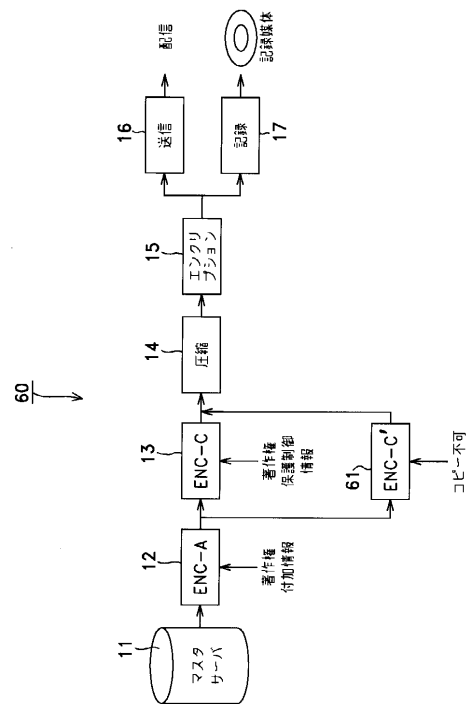 60
11
マスタ
サーバ
12
ENC-A
著作権
付加情報
13
ENC-C
著作権
保護制御
情報
61
ENC-C'
コピー不可
14
圧縮
15
エンクリ
プション
16
送信
配信
記録
17
記録媒体